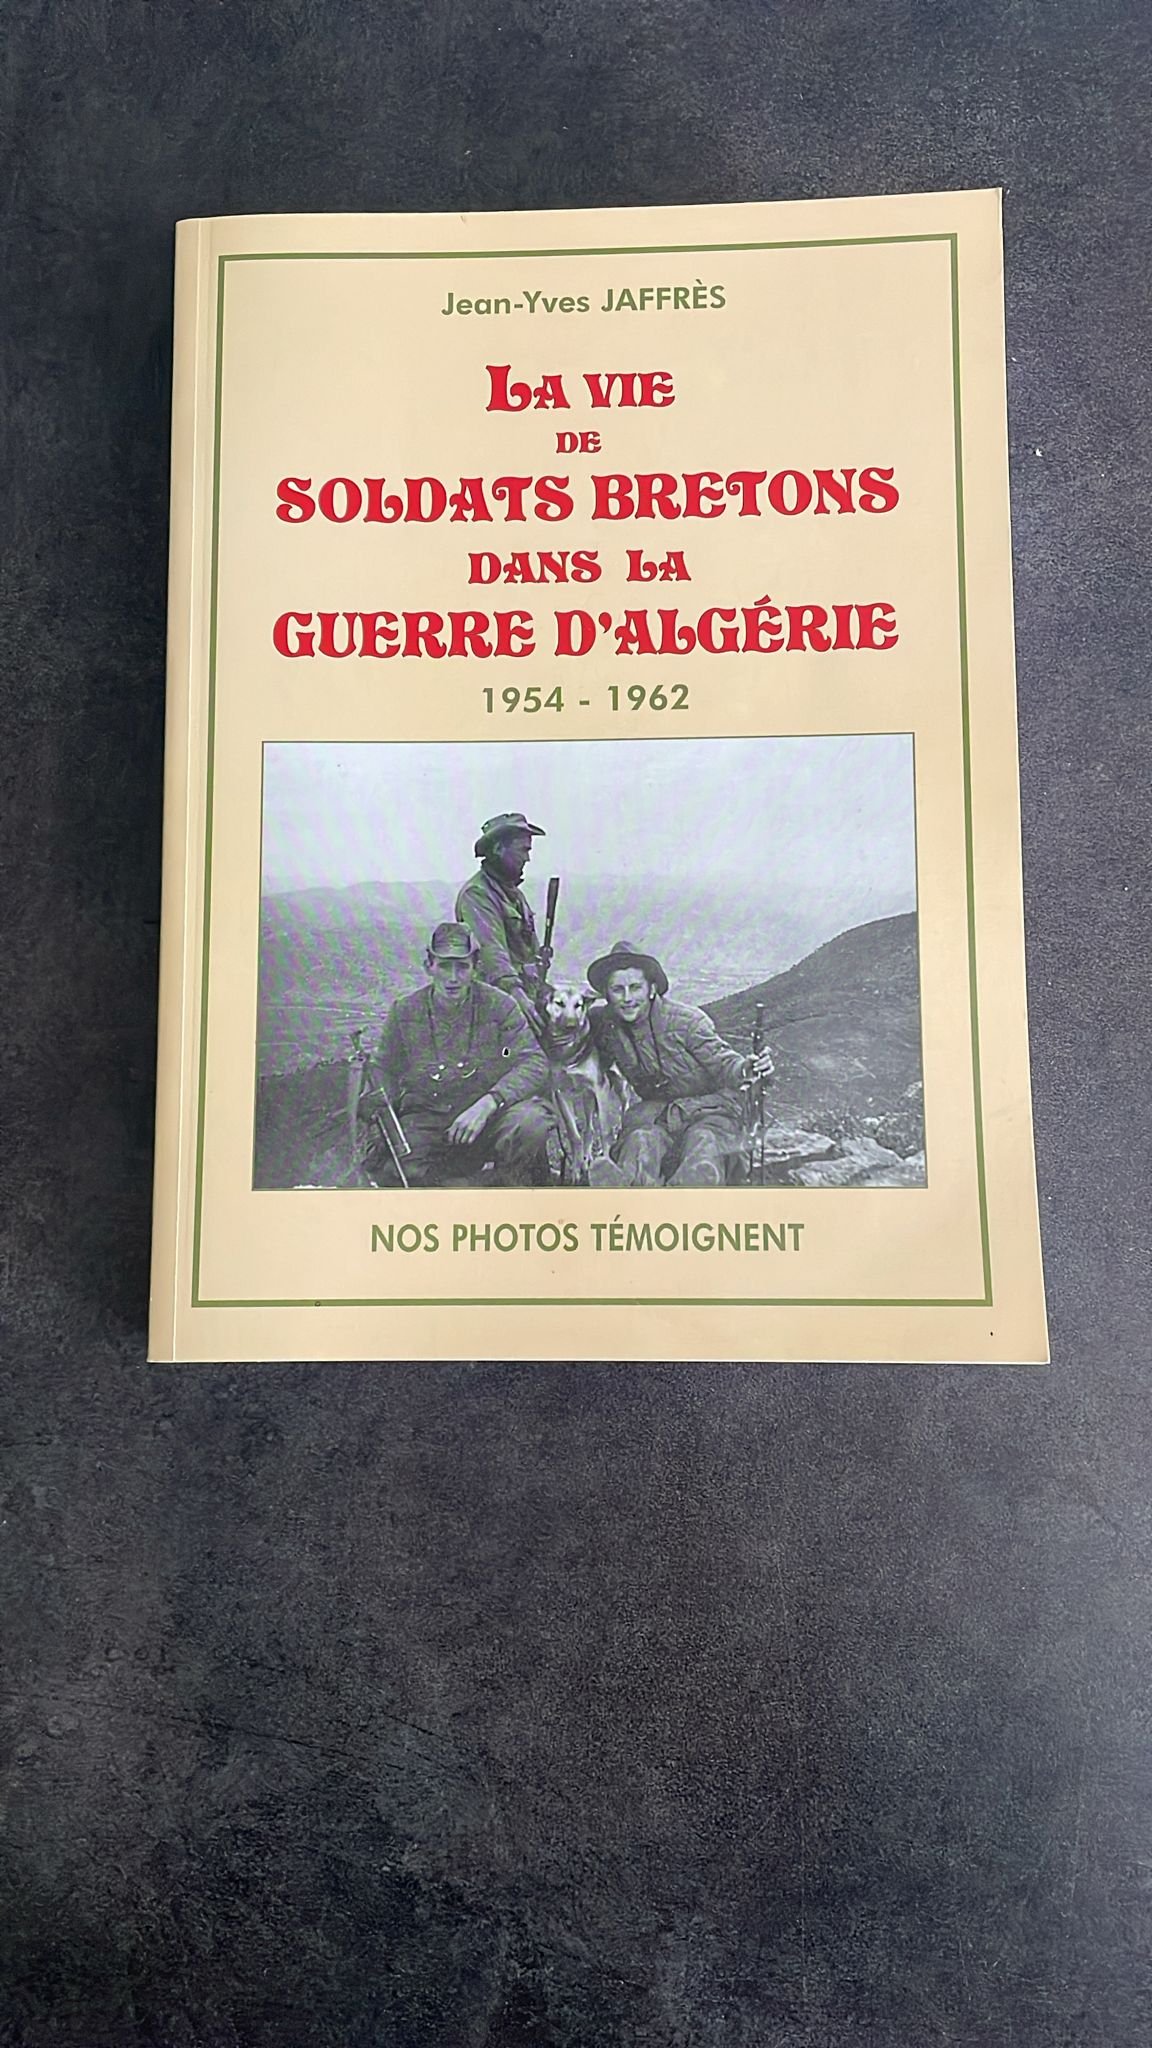 Jean-Yves JAFFRÈS
LA VIE
DE
SOLDATS BRETONS
DANS LA
GUERRE D'ALGÉRIE
1954 - 1962
NOS PHOTOS TÉMOIGNENT